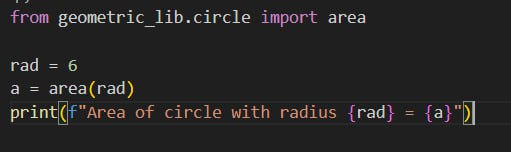 from geometric_lib.circle import area
rad = 6
a = area(rad)
print(f"Area of circle with radius {rad} = {a}")